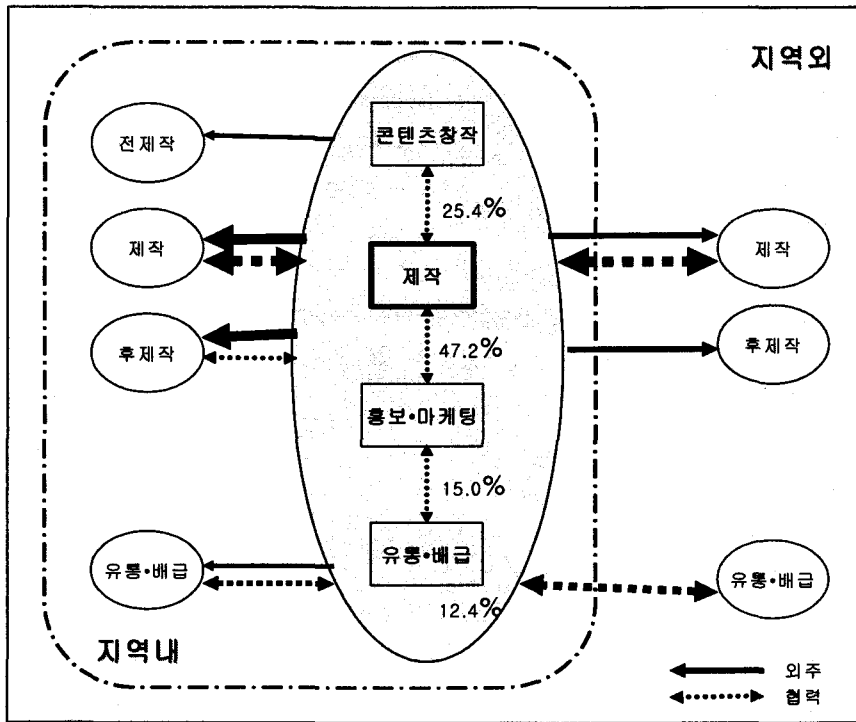 지역외
콘텐츠창작
전제작
25.4%
제작
제작
제작
47.2%
후제작
후제작
홍보•마케팅
15.0%
유통•배급
유통•배급
유통•배급
12.4%
지역내
외주
협력